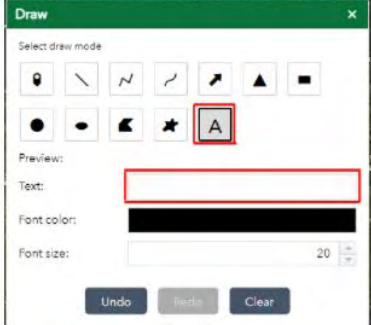 Draw ×
Select draw mode
A
Preview:
Text:
Font color:
Font size: 20
Undo Redo Clear